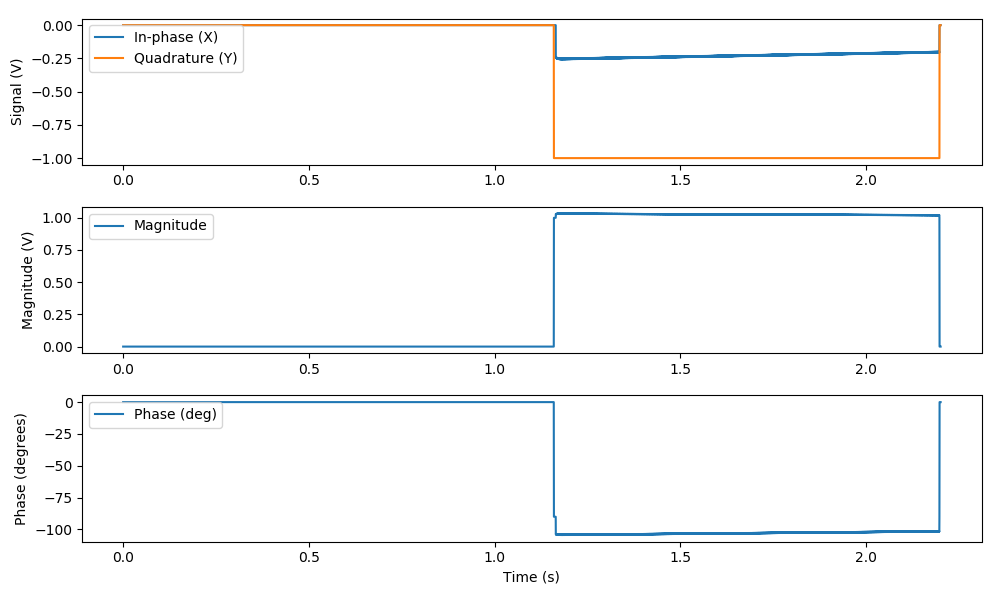 0.00
−0.25
−0.50
−0.75
−1.00
Signal (V)
In-phase (X)
Quadrature (Y)
0.0 0.5 1.0 1.5 2.0
1.00
0.75
0.50
0.25
0.00
Magnitude (V)
Magnitude
0.0 0.5 1.0 1.5 2.0
0
−25
−50
−75
−100
Phase (degrees)
Phase (deg)
0.0 0.5 1.0 1.5 2.0
Time (s)